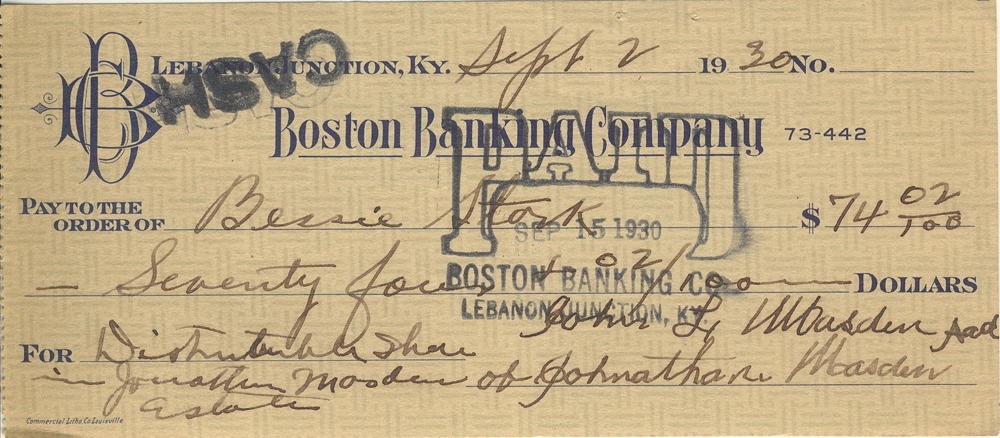 CASH
LEBANON JUNCTION, KY. Sept 2 1930 NO.
Boston Banking Company 73-442
PAY TO THE ORDER OF Bessie Stork $74 02/100
PAID
SEP 15 1930
BOSTON BANKING CO.
LEBANON JUNCTION, KY.
— Seventy four & 02/100 — DOLLARS
John L, Masden Aad
FOR Distributable Share
in Jonathan Masden of Johnathan Masden
Estate
Commercial Litho. Co. Louisville